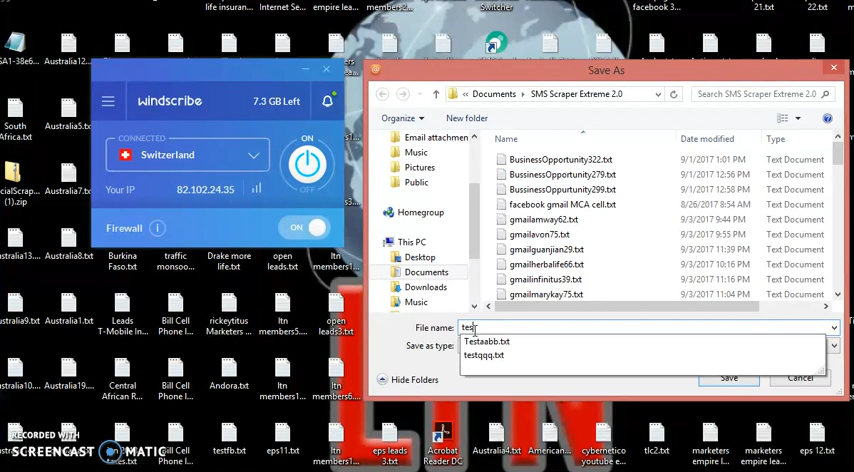 life insuran...
Internet Se...
empire lea...
members2...
Switcher
facebook 3...
21.txt
22.txt
SA1-38e6...
Australia12...
Australia5.t...
South
Africa.txt
Australia7.t...
(1).zip
windscribe
7.3 GB Left
CONNECTED
Switzerland
ON
OFF
Your IP
82.102.24.35
Firewall
ON
Save As
Documents
SMS Scraper Extreme 2.0
Search SMS Scraper Extreme 2.0
Organize
New folder
Email attachmen
Music
Pictures
Public
Homegroup
This PC
Desktop
Documents
Downloads
Music
Name
Date modified
Type
BussinesOpportunity322.txt
9/1/2017 1:01 PM
Text Document
BussinessOpportunity279.txt
9/1/2017 12:56 PM
Text Document
BussinessOpportunity299.txt
9/1/2017 12:58 PM
Text Document
facebook gmail MCA cell.txt
8/26/2017 8:54 AM
Text Document
gmailamway62.txt
9/3/2017 9:44 PM
Text Document
gmailavon75.txt
9/3/2017 9:55 PM
Text Document
gmailguanjian29.txt
9/3/2017 11:39 PM
Text Document
gmailherbalife66.txt
9/3/2017 10:16 PM
Text Document
gmailinfinitus39.txt
9/3/2017 11:16 PM
Text Document
gmailmarykay75.txt
9/3/2017 11:04 PM
Text Document
File name:
tes
Testaabb.txt
testqqq.txt
Save as type:
Hide Folders
Save
Cancel
Australia8.t...
Burkina
Faso.txt
traffic
monsoo...
Drake more
life.txt
open
leads.txt
ltn
members1...
Australia1.t...
Leads
T-Mobile In...
Bill Cell
Phone l...
rickeytitus
Marketers ...
ltn
members...
open
leads3.txt
Central
African R...
Bill Cell
Phone l...
Andora.txt
ltn
members...
LTN
RECORDED WITH
SCREENCAST MATIC
testfb.txt
eps11.txt
eps leads
3.txt
Acrobat
Reader DC
Australia4.txt
American...
cybernetico
youtube e...
tlc2.txt
marketers
empire l...
marketers
empire lea...
eps 12.txt